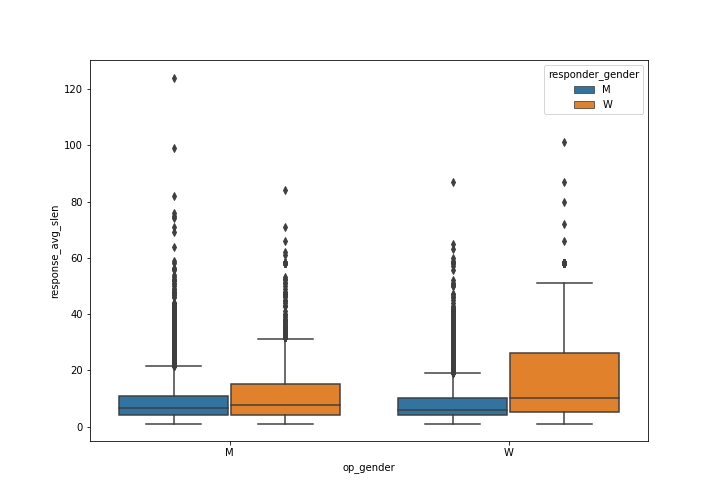 responder_gender
M
W
120
100
80
60
40
20
0
response_avg_slen
M W
op_gender